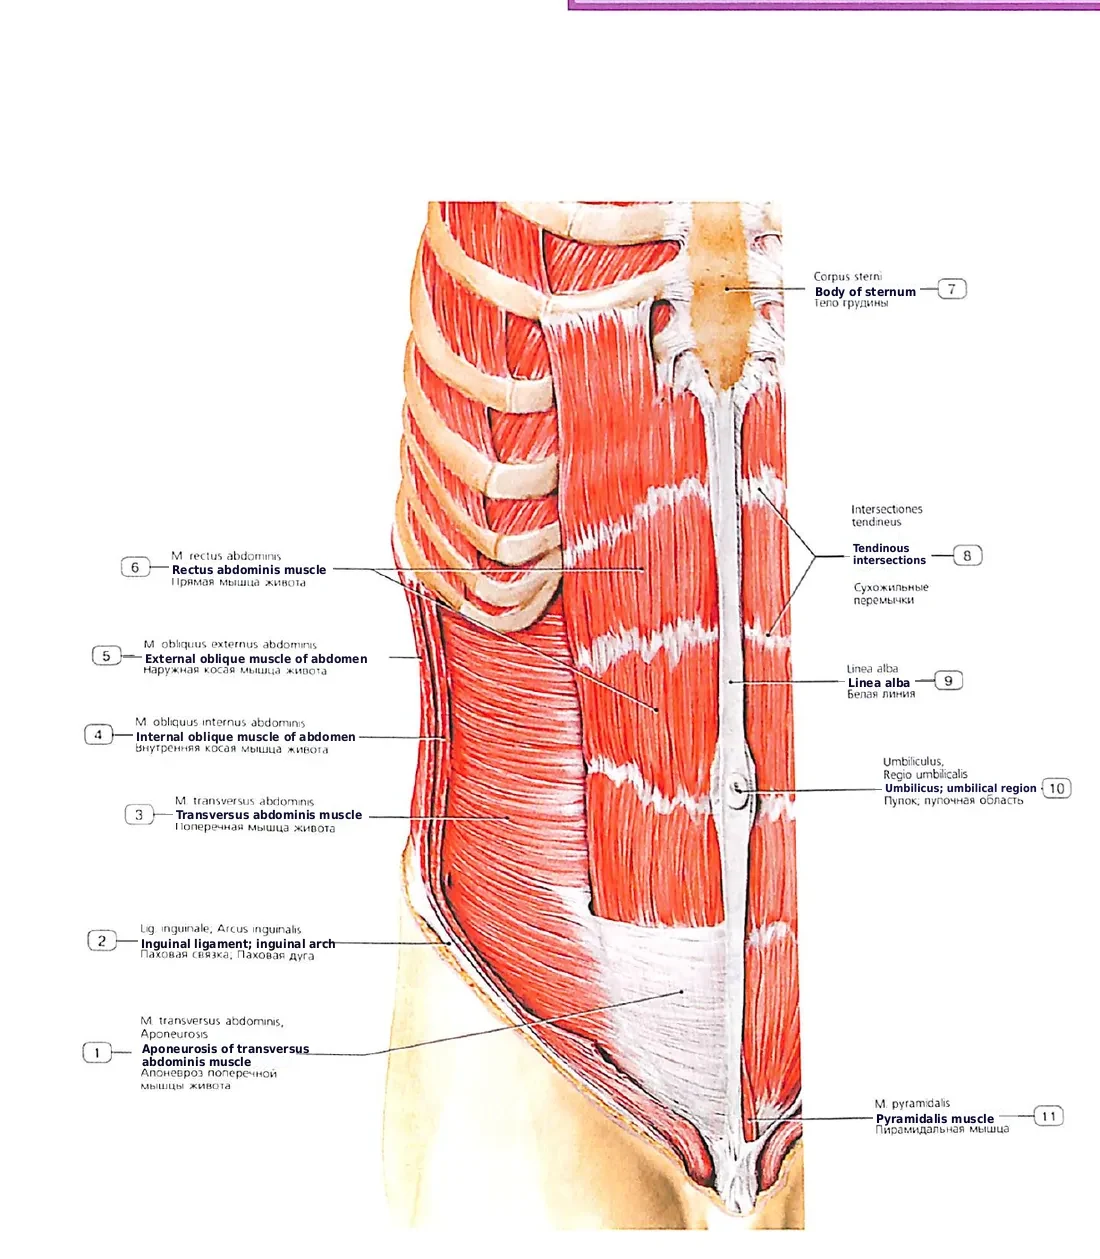 Corpus sterni
Body of sternum
7
Тело грудины
Intersectiones
tendineus
Tendinous
intersections
8
Сухожильные
перемычки
M. rectus abdominis
6
Rectus abdominis muscle
Прямая мышца живота
M. obliquus externus abdominis
5
External oblique muscle of abdomen
Наружная косая мышца живота
Linea alba
Linea alba
9
Белая линия
M. obliquus internus abdominis
4
Internal oblique muscle of abdomen
Внутренняя косая мышца живота
Umbiliculus,
Regio umbilicalis
Umbilicus; umbilical region
10
Пупок; пупочная область
M. transversus abdominis
3
Transversus abdominis muscle
Поперечная мышца живота
Lig. inguinale, Arcus inguinalis
2
Inguinal ligament; inguinal arch
Паховая связка; Паховая дуга
M. transversus abdominis,
Aponeurosis
1
Aponeurosis of transversus
abdominis muscle
Апоневроз поперечной
мышцы живота
M. pyramidalis
Pyramidalis muscle
11
Пирамидальная мышца